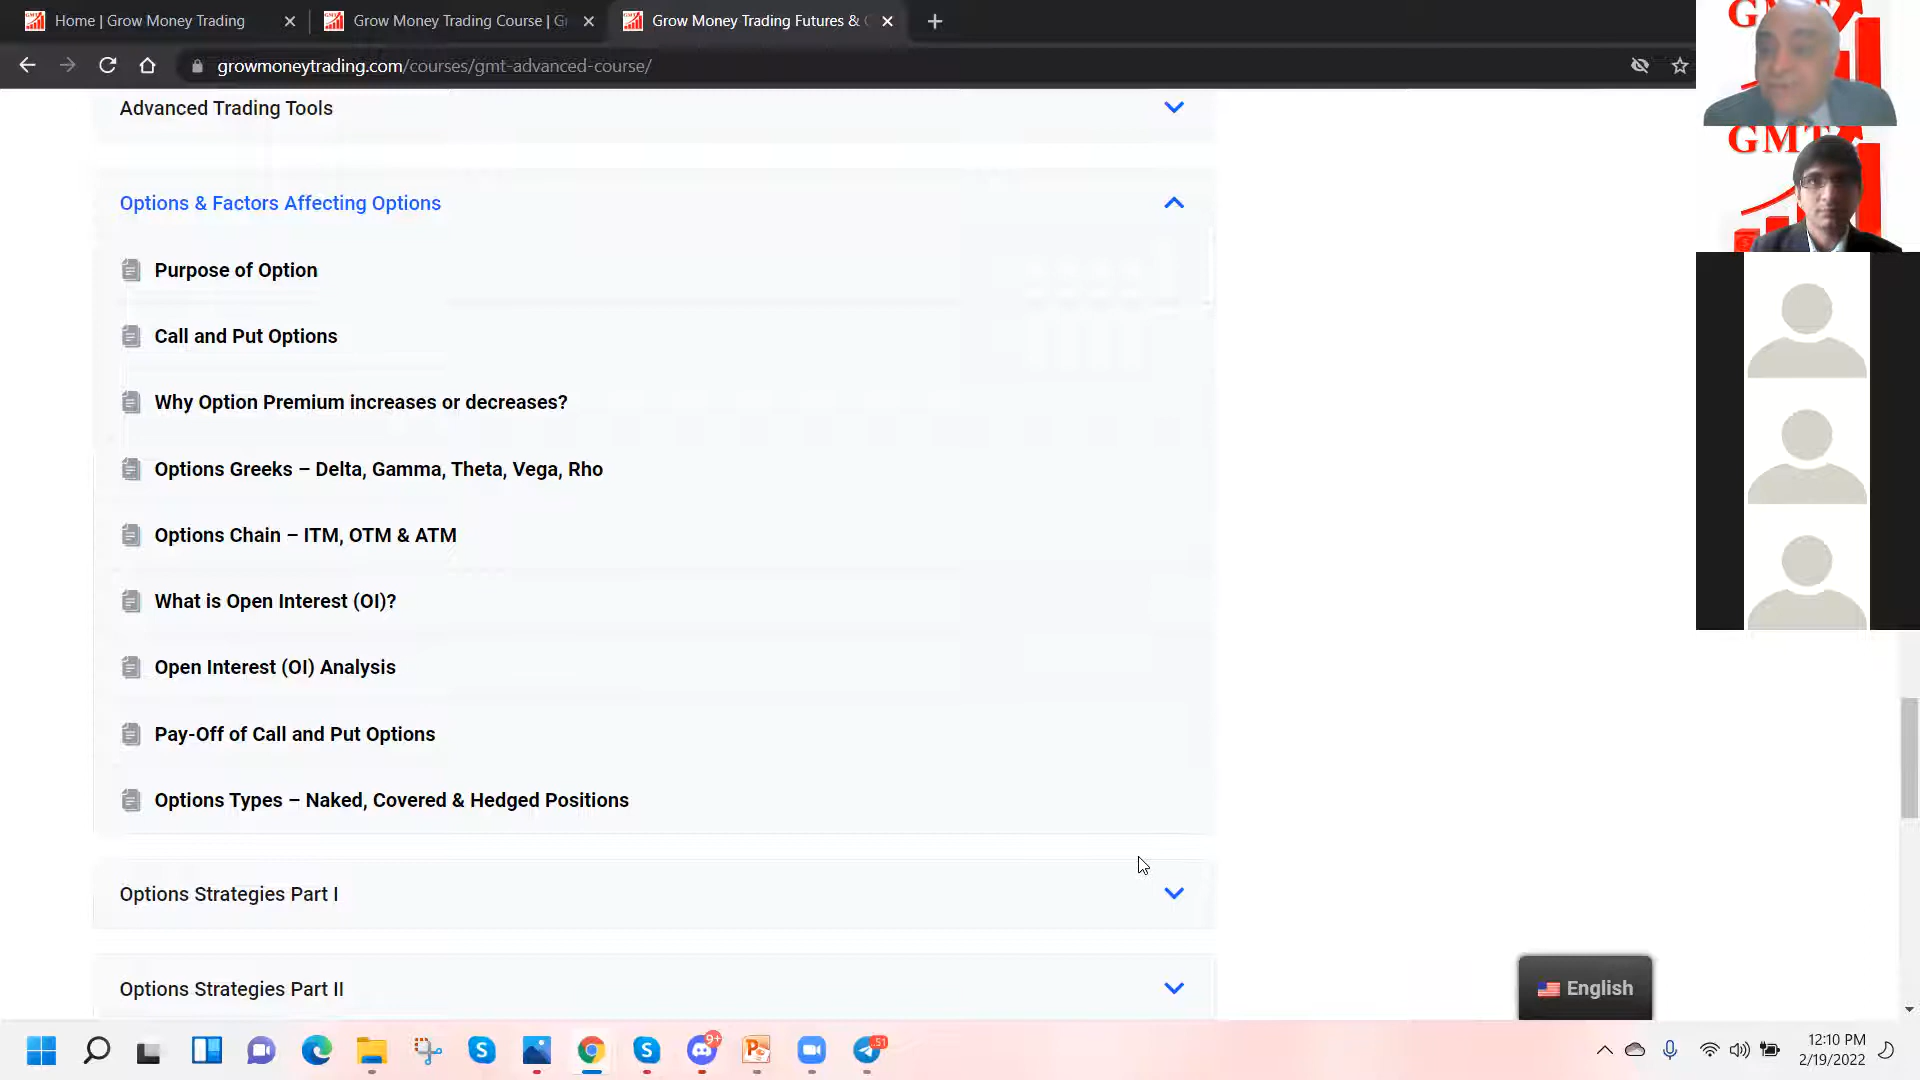 Home | Grow Money Trading
Grow Money Trading Course |
Grow Money Trading Futures &
growmoneytrading.com/courses/gmt-advanced-course/
Advanced Trading Tools
Options & Factors Affecting Options
Purpose of Option
Call and Put Options
Why Option Premium increases or decreases?
Options Greeks – Delta, Gamma, Theta, Vega, Rho
Options Chain – ITM, OTM & ATM
What is Open Interest (OI)?
Open Interest (OI) Analysis
Pay-Off of Call and Put Options
Options Types – Naked, Covered & Hedged Positions
Options Strategies Part I
Options Strategies Part II
English
GMT
9+
51
12:10 PM
2/19/2022